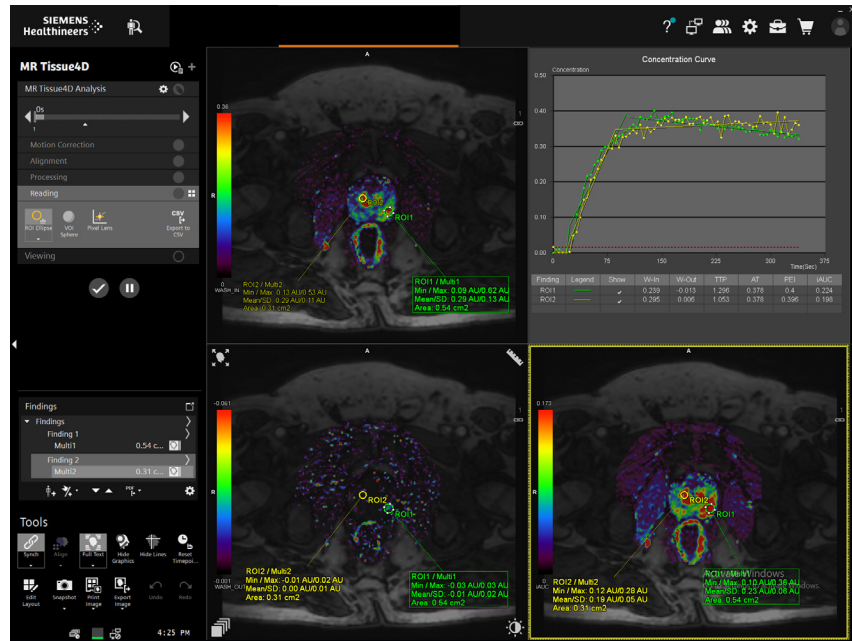 SIEMENS
Healthineers
MR Tissue4D
MR Tissue4D Analysis
0s
1
Motion Correction
Alignment
Processing
Reading
ROI Ellipse
VOI Sphere
Pixel Lens
CSV
Export to CSV
Viewing
Findings
Findings
Finding 1
Multi1 0.54 c...
Finding 2
Multi2 0.31 c...
PDF
Tools
Synch
Align
Full Text
Hide Graphics
Hide Lines
Reset Timepoi...
Edit Layout
Snapshot
Print Image
Export Image
Undo
Redo
4:25 PM
A
0.36
R
1
ROI2
ROI1
0
WASH_IN
ROI2 / Multi2
Min / Max: 0.13 AU/0.53 AU
Mean/SD: 0.29 AU/0.11 AU
Area: 0.31 cm2
ROI1 / Multi1
Min / Max: 0.09 AU/0.62 AU
Mean/SD: 0.29 AU/0.13 AU
Area: 0.54 cm2
Concentration Curve
Concentration
0.50
0.40
0.30
0.20
0.10
0.00
0 75 150 225 300 375
Time(Sec)
Finding Legend Show W-In W-Out TTP AT PEI iAUC
ROI1 0.239 -0.013 1.296 0.378 0.4 0.224
ROI2 0.295 0.006 1.053 0.378 0.396 0.198
A
-0.061
R
1
ROI2
ROI1
-0.001
WASH_OUT
ROI2 / Multi2
Min / Max: -0.01 AU/0.02 AU
Mean/SD: 0.00 AU/0.01 AU
Area: 0.31 cm2
ROI1 / Multi1
Min / Max: -0.03 AU/0.03 AU
Mean/SD: -0.01 AU/0.02 AU
Area: 0.54 cm2
A
0.173
R
1
ROI2
ROI1
0
iAUC
ROI2 / Multi2
Min / Max: 0.12 AU/0.28 AU
Mean/SD: 0.19 AU/0.05 AU
Area: 0.31 cm2
Activate Windows
ROI1 / Multi1
Min / Max: 0.10 AU/0.36 AU
Mean/SD: 0.23 AU/0.06 AU
Area: 0.54 cm2